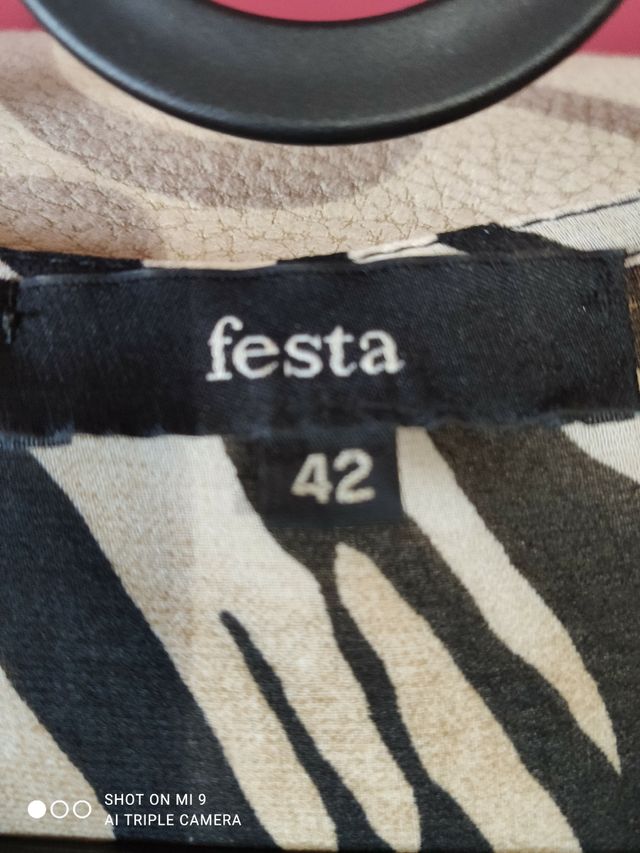 festa
42
SHOT ON MI 9
AI TRIPLE CAMERA